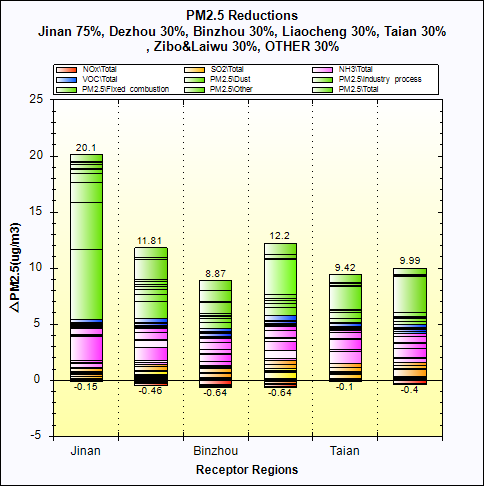 PM2.5 Reductions
Jinan 75%, Dezhou 30%, Binzhou 30%, Liaocheng 30%, Taian 30%
, Zibo&Laiwu 30%, OTHER 30%
NOx\Total SO2\Total NH3\Total
VOC\Total PM2.5\Dust PM2.5\Industry process
PM2.5\Fixed combustion PM2.5\Other PM2.5\Total
25
20
15
10
5
0
-5
△PM2.5(ug/m3)
20.1 11.81 8.87 12.2 9.42 9.99
-0.15 -0.46 -0.64 -0.64 -0.1 -0.4
Jinan Binzhou Taian
Receptor Regions